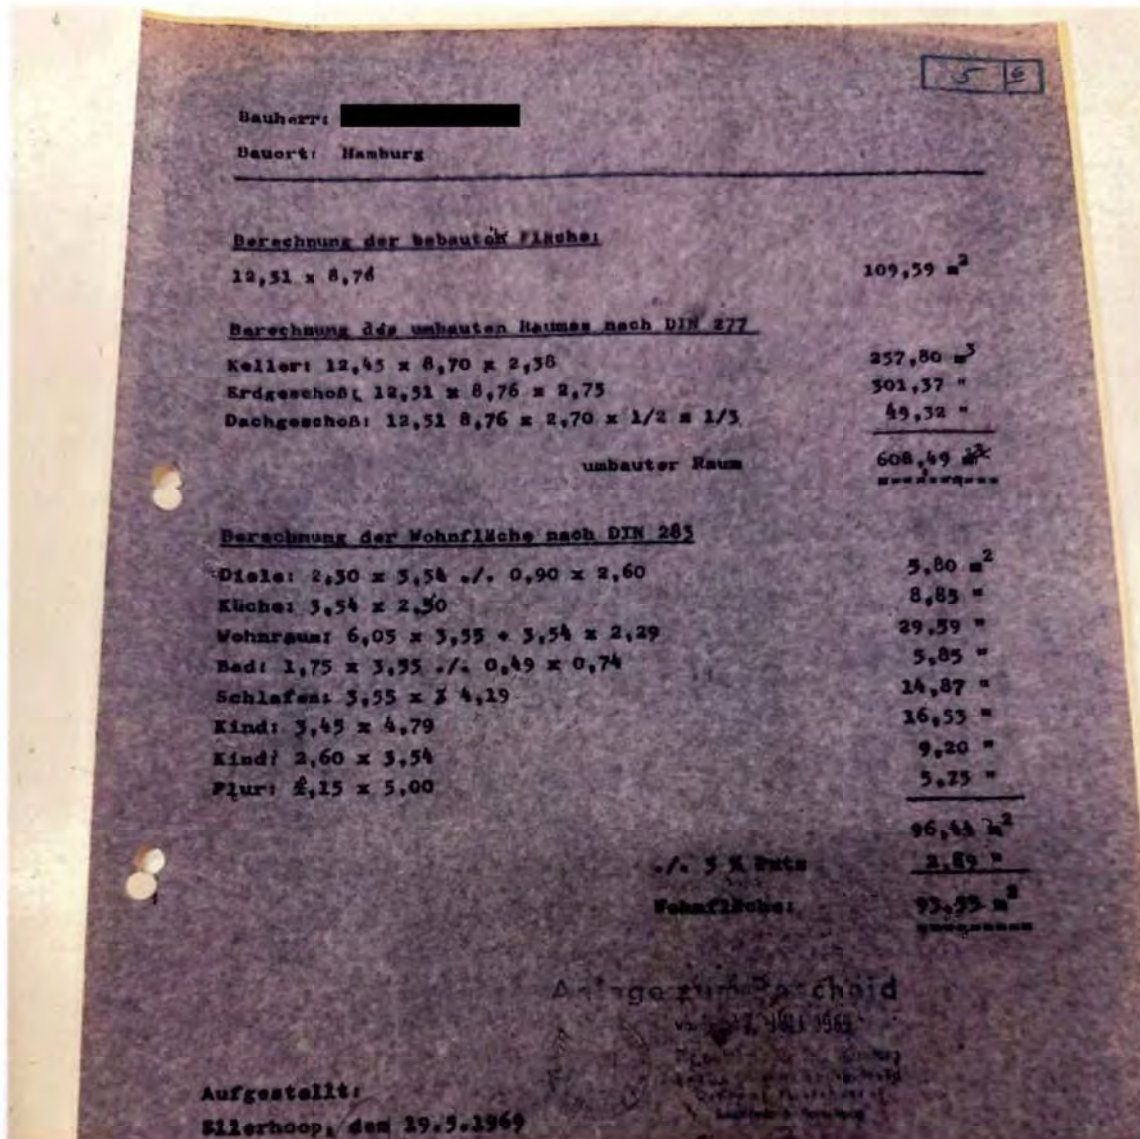 5 6
Bauherr:
Bauort: Hamburg
Berechnung der bebauten Fläche:
12,51 x 8,76 109,59 m²
Berechnung des umbauten Raumes nach DIN 277
Keller: 12,45 x 8,70 x 2,38 257,80 m³
Erdgeschoß: 12,51 x 8,76 x 2,75 301,37 "
Dachgeschoß: 12,51 8,76 x 2,70 x 1/2 x 1/3 49,32 "
umbauter Raum 608,49 m³
Berechnung der Wohnfläche nach DIN 283
Diele: 2,30 x 3,54 ./. 0,90 x 2,60 5,80 m²
Küche: 3,54 x 2,50 8,85 "
Wohnraum: 6,05 x 3,55 + 3,54 x 2,29 29,59 "
Bad: 1,75 x 3,55 ./. 0,49 x 0,74 5,85 "
Schlafen: 3,55 x 4,19 14,87 "
Kind: 3,45 x 4,79 16,53 "
Kind: 2,60 x 3,54 9,20 "
Flur: 1,15 x 5,00 5,75 "
96,44 m²
./. 3 % Putz 2,89 "
Wohnfläche: 93,55 m²
Anlage zum Bescheid
1969
Aufgestellt:
Ellerhoop, den 19.5.1969